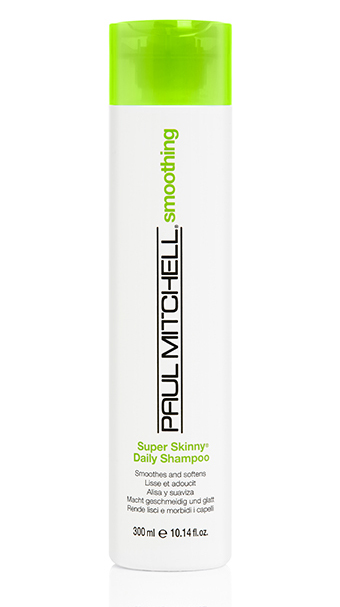 PAUL MITCHELL® smoothing
Super Skinny®
Daily Shampoo
Smoothes and softens
Lisse et adoucit
Alisa y suaviza
Macht geschmeidig und glatt
Rende lisci e morbidi i capelli
300 ml ℮ 10.14 fl.oz.